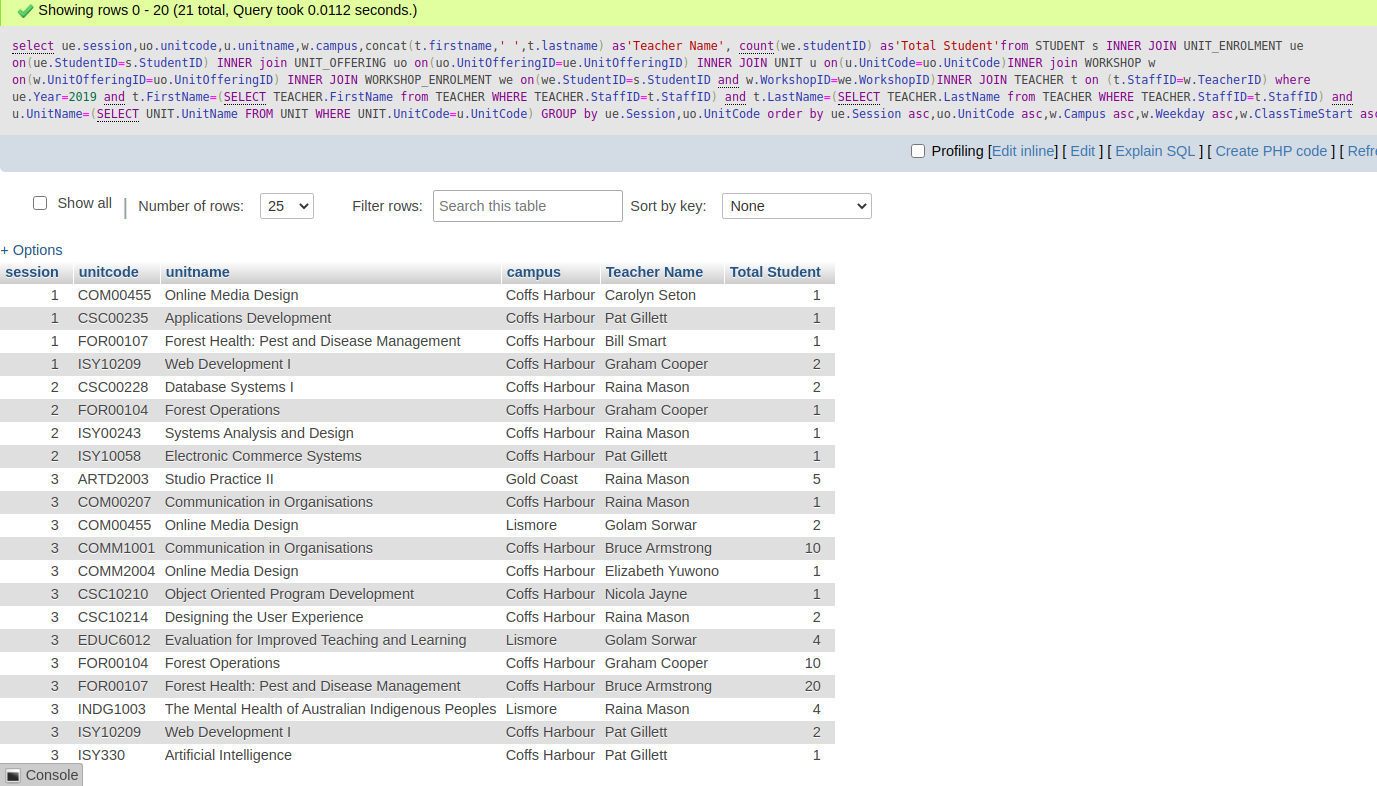 Showing rows 0 - 20 (21 total, Query took 0.0112 seconds.)
select ue.session,uo.unitcode,u.unitname,w.campus,concat(t.firstname,' ',t.lastname) as'Teacher Name', count(we.studentID) as'Total Student'from STUDENT s INNER JOIN UNIT_ENROLMENT ue
on(ue.StudentID=s.StudentID) INNER join UNIT_OFFERING uo on(uo.UnitOfferingID=ue.UnitOfferingID) INNER JOIN UNIT u on(u.UnitCode=uo.UnitCode)INNER join WORKSHOP w
on(w.UnitOfferingID=uo.UnitOfferingID) INNER JOIN WORKSHOP_ENROLMENT we on(we.StudentID=s.StudentID and w.WorkshopID=we.WorkshopID)INNER JOIN TEACHER t on (t.StaffID=w.TeacherID) where
ue.Year=2019 and t.FirstName=(SELECT TEACHER.FirstName from TEACHER WHERE TEACHER.StaffID=t.StaffID) and t.LastName=(SELECT TEACHER.LastName from TEACHER WHERE TEACHER.StaffID=t.StaffID) and
u.UnitName=(SELECT UNIT.UnitName FROM UNIT WHERE UNIT.UnitCode=u.UnitCode) GROUP by ue.Session,uo.UnitCode order by ue.Session asc,uo.UnitCode asc,w.Campus asc,w.Weekday asc,w.ClassTimeStart asc
Profiling [Edit inline] [ Edit ] [ Explain SQL ] [ Create PHP code ] [ Refre
Show all | Number of rows: 25 Filter rows: Search this table Sort by key: None
+ Options
session unitcode unitname campus Teacher Name Total Student
1 COM00455 Online Media Design Coffs Harbour Carolyn Seton 1
1 CSC00235 Applications Development Coffs Harbour Pat Gillett 1
1 FOR00107 Forest Health: Pest and Disease Management Coffs Harbour Bill Smart 1
1 ISY10209 Web Development I Coffs Harbour Graham Cooper 2
2 CSC00228 Database Systems I Coffs Harbour Raina Mason 2
2 FOR00104 Forest Operations Coffs Harbour Graham Cooper 1
2 ISY00243 Systems Analysis and Design Coffs Harbour Raina Mason 1
2 ISY10058 Electronic Commerce Systems Coffs Harbour Pat Gillett 1
3 ARTD2003 Studio Practice II Gold Coast Raina Mason 5
3 COM00207 Communication in Organisations Coffs Harbour Raina Mason 1
3 COM00455 Online Media Design Lismore Golam Sorwar 2
3 COMM1001 Communication in Organisations Coffs Harbour Bruce Armstrong 10
3 COMM2004 Online Media Design Coffs Harbour Elizabeth Yuwono 1
3 CSC10210 Object Oriented Program Development Coffs Harbour Nicola Jayne 1
3 CSC10214 Designing the User Experience Coffs Harbour Raina Mason 2
3 EDUC6012 Evaluation for Improved Teaching and Learning Lismore Golam Sorwar 4
3 FOR00104 Forest Operations Coffs Harbour Graham Cooper 10
3 FOR00107 Forest Health: Pest and Disease Management Coffs Harbour Bruce Armstrong 20
3 INDG1003 The Mental Health of Australian Indigenous Peoples Lismore Raina Mason 4
3 ISY10209 Web Development I Coffs Harbour Pat Gillett 2
3 ISY330 Artificial Intelligence Coffs Harbour Pat Gillett 1
Console